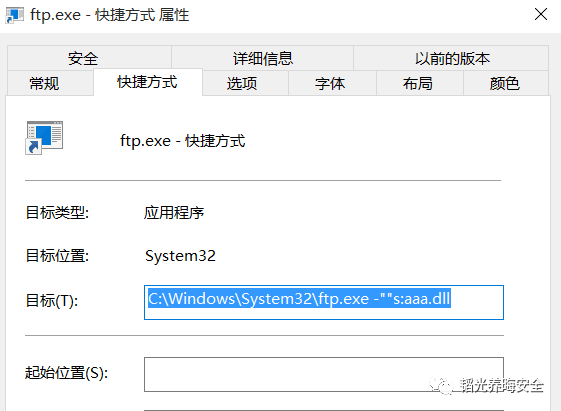 ftp.exe - 快捷方式 属性
安全 详细信息 以前的版本
常规 快捷方式 选项 字体 布局 颜色
ftp.exe - 快捷方式
目标类型: 应用程序
目标位置: System32
目标(T): C:\Windows\System32\ftp.exe -""s:aaa.dll
起始位置(S):
韬光养晦安全